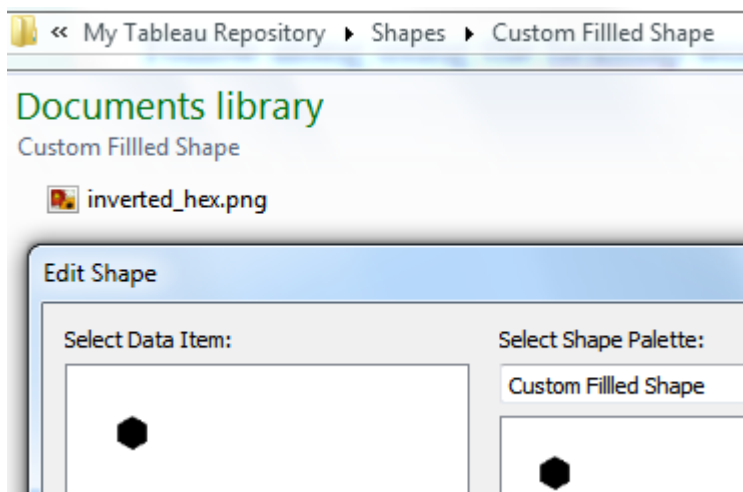 « My Tableau Repository ▸ Shapes ▸ Custom Fillled Shape
Documents library
Custom Fillled Shape
inverted_hex.png
Edit Shape
Select Data Item:
Select Shape Palette:
Custom Fillled Shape